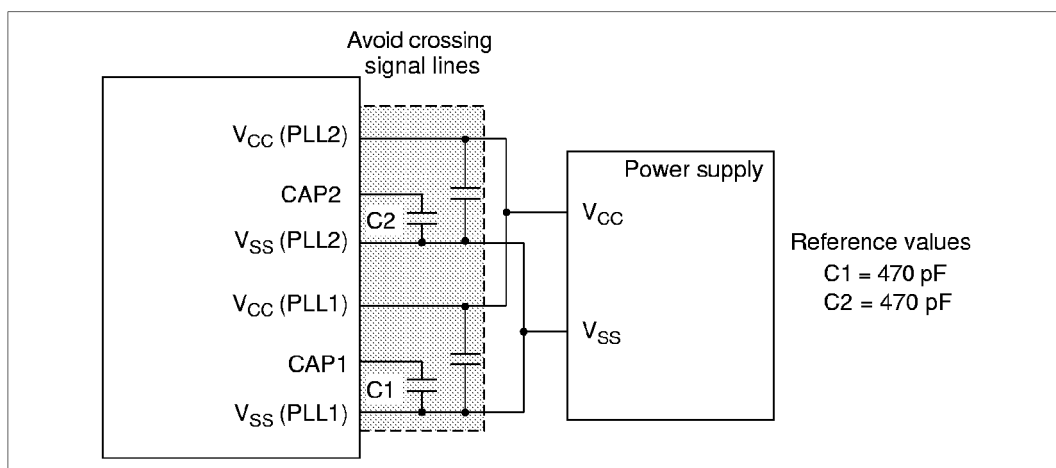 Avoid crossing
signal lines
VCC (PLL2)
CAP2
C2
VSS (PLL2)
VCC (PLL1)
CAP1
C1
VSS (PLL1)
Power supply
VCC
VSS
Reference values
C1 = 470 pF
C2 = 470 pF